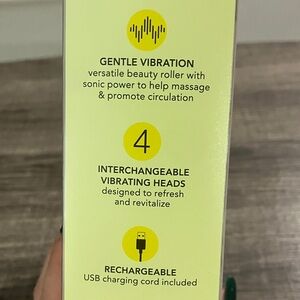 GENTLE VIBRATION
versatile beauty roller with
sonic power to help massage
& promote circulation
4
INTERCHANGEABLE
VIBRATING HEADS
designed to refresh
and revitalize
RECHARGEABLE
USB charging cord included